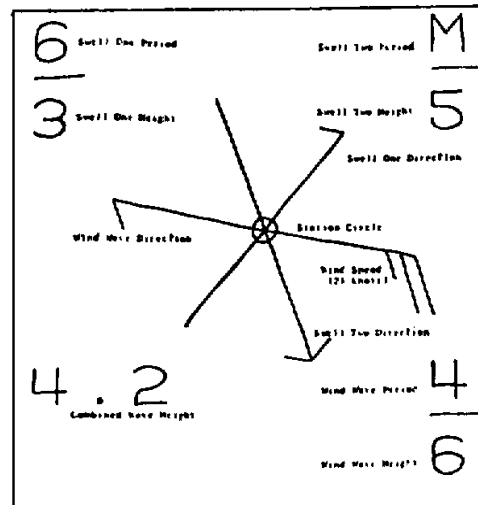 6 Swell One Period
3 Swell One Height
Swell Two Period M
Swell Two Height 5
Swell One Direction
Station Circle
Wind Wave Direction
Wind Speed
(25 knots)
Swell Two Direction
4.2
Combined Wave Height
Wind Wave Period 4
Wind Wave Height 6